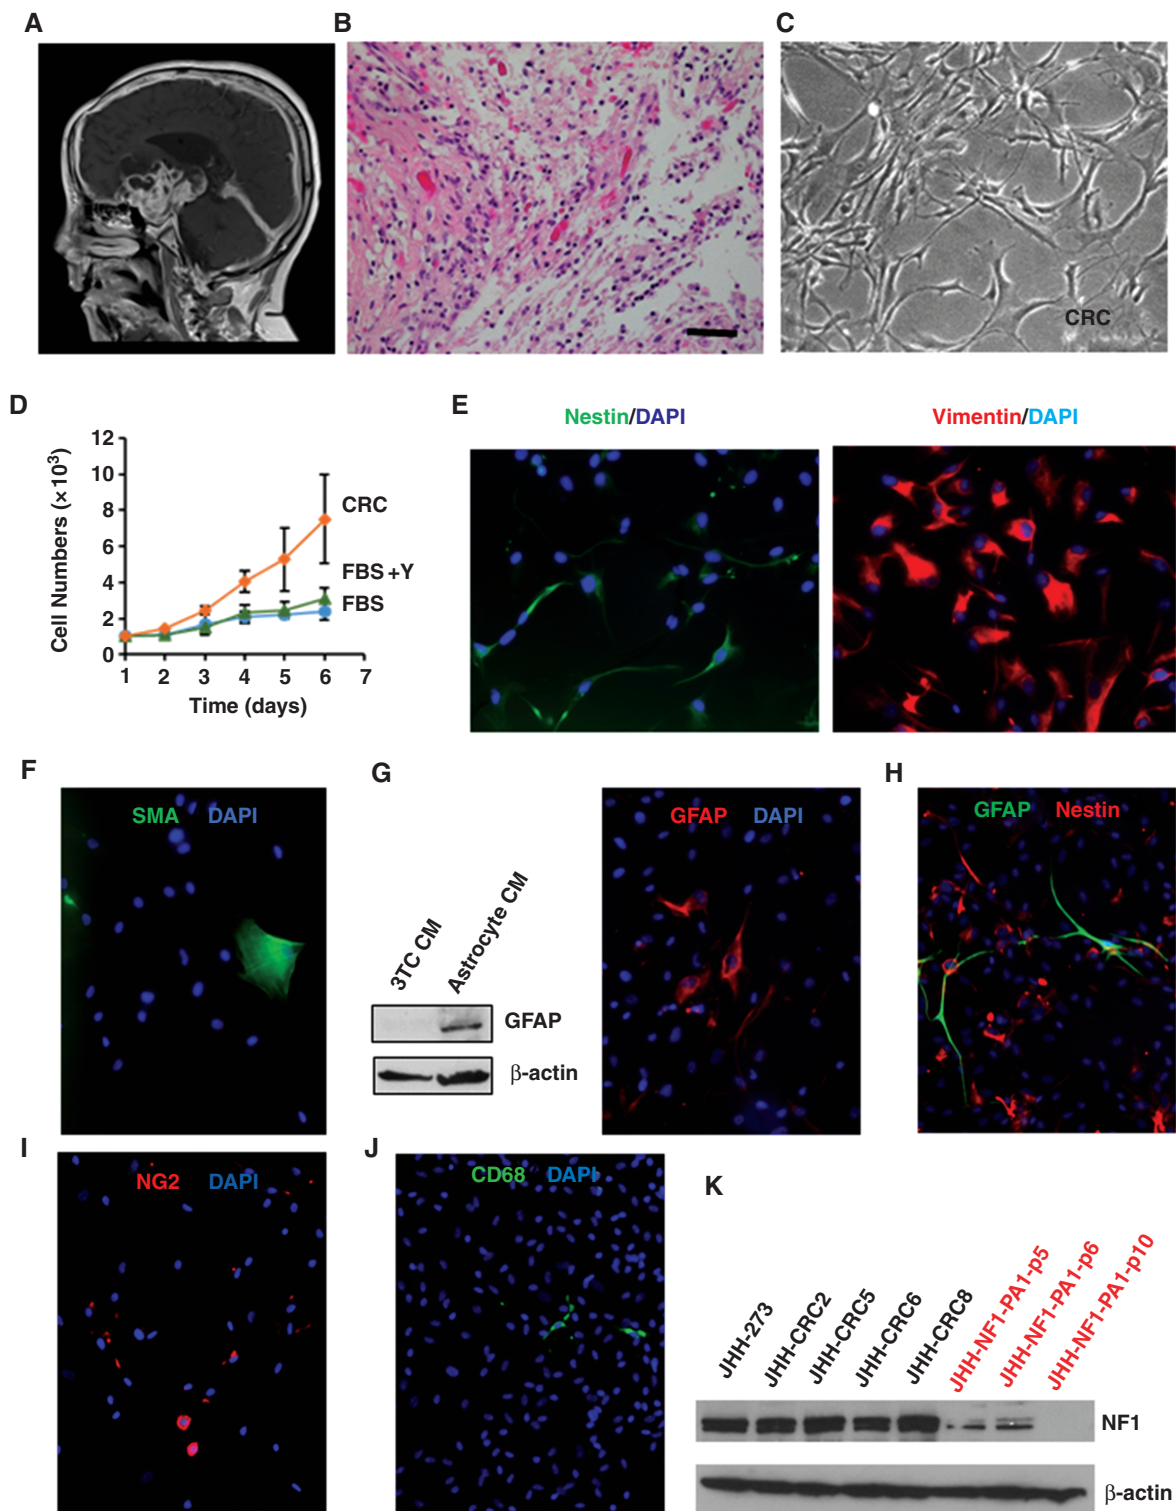 A
B
C
CRC
D
Cell Numbers (×10³)
12
10
8
6
4
2
0
1 2 3 4 5 6 7
Time (days)
CRC
FBS +Y
FBS
E
Nestin/DAPI
Vimentin/DAPI
F
SMA DAPI
G
3TC CM
Astrocyte CM
GFAP
β-actin
GFAP DAPI
H
GFAP Nestin
I
NG2 DAPI
J
CD68 DAPI
K
JHH-273
JHH-CRC2
JHH-CRC5
JHH-CRC6
JHH-CRC8
JHH-NF1-PA1-p5
JHH-NF1-PA1-p6
JHH-NF1-PA1-p10
NF1
β-actin